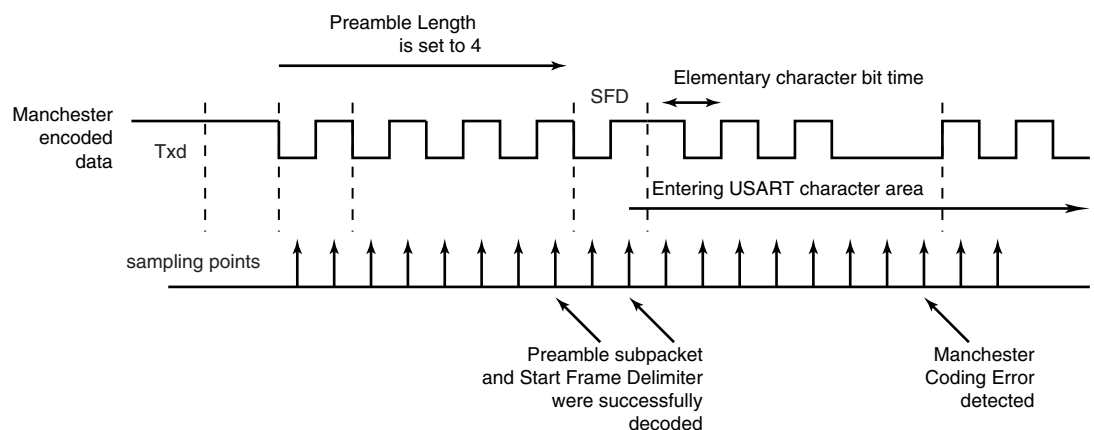 Preamble Length
is set to 4
Elementary character bit time
SFD
Manchester
encoded
data
Txd
Entering USART character area
sampling points
Preamble subpacket
and Start Frame Delimiter
were successfully
decoded
Manchester
Coding Error
detected